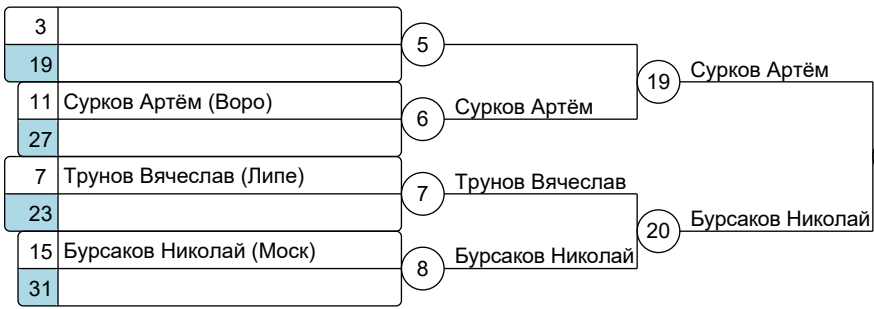 3
5
19
19 Сурков Артём
11 Сурков Артём (Воро)
6 Сурков Артём
27
7 Трунов Вячеслав (Липе)
7 Трунов Вячеслав
23
20 Бурсаков Николай
15 Бурсаков Николай (Моск)
8 Бурсаков Николай
31